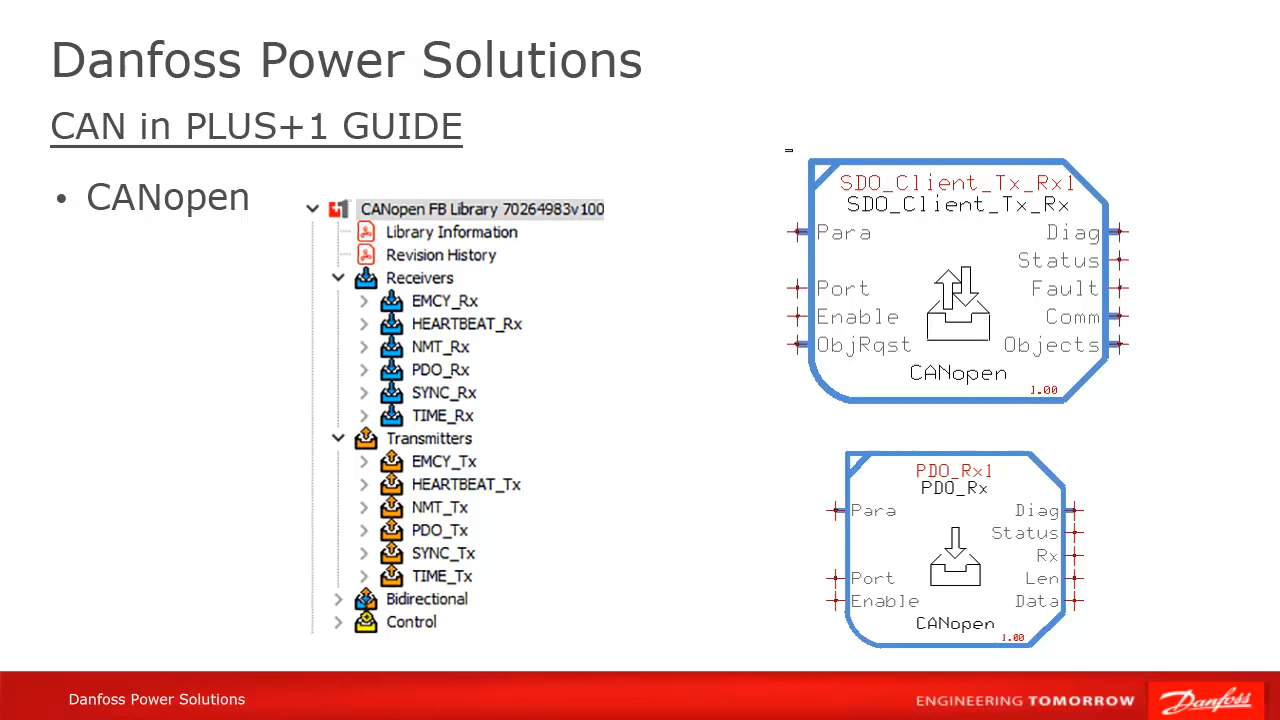 Danfoss Power Solutions
CAN in PLUS+1 GUIDE
• CANopen
CANopen FB Library 70264983v100
Library Information
Revision History
Receivers
EMCY_Rx
HEARTBEAT_Rx
NMT_Rx
PDO_Rx
SYNC_Rx
TIME_Rx
Transmitters
EMCY_Tx
HEARTBEAT_Tx
NMT_Tx
PDO_Tx
SYNC_Tx
TIME_Tx
Bidirectional
Control
SDO_Client_Tx_Rx1
SDO_Client_Tx_Rx
Para Diag
Status
Port Fault
Enable Comm
ObjRqst Objects
CANopen
1.00
PDO_Rx1
PDO_Rx
Para Diag
Status
Rx
Port Len
Enable Data
CANopen
1.00
Danfoss Power Solutions
ENGINEERING TOMORROW
Danfoss